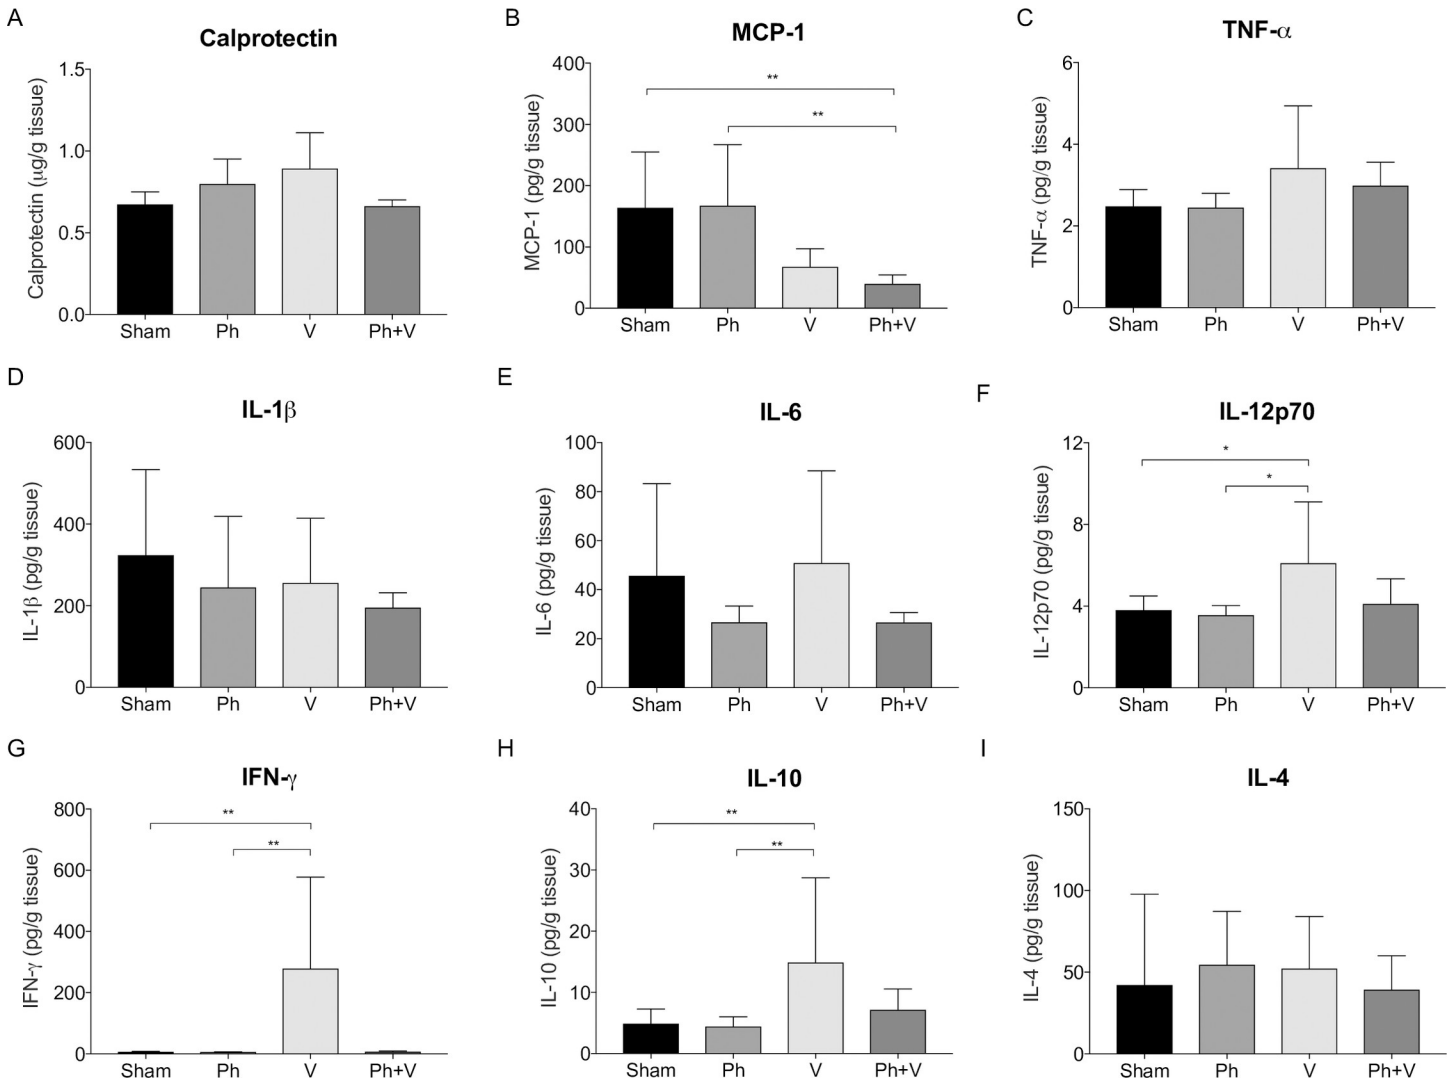 A
Calprotectin
Calprotectin (μg/g tissue)
1.5
1.0
0.5
0.0
Sham Ph V Ph+V
B
MCP-1
MCP-1 (pg/g tissue)
400
300
200
100
0
**
**
Sham Ph V Ph+V
C
TNF-α
TNF-α (pg/g tissue)
6
4
2
0
Sham Ph V Ph+V
D
IL-1β
IL-1β (pg/g tissue)
600
400
200
0
Sham Ph V Ph+V
E
IL-6
IL-6 (pg/g tissue)
100
80
60
40
20
0
Sham Ph V Ph+V
F
IL-12p70
IL-12p70 (pg/g tissue)
12
8
4
0
*
*
Sham Ph V Ph+V
G
IFN-γ
IFN-γ (pg/g tissue)
800
600
400
200
0
**
**
Sham Ph V Ph+V
H
IL-10
IL-10 (pg/g tissue)
40
30
20
10
0
**
**
Sham Ph V Ph+V
I
IL-4
IL-4 (pg/g tissue)
150
100
50
0
Sham Ph V Ph+V